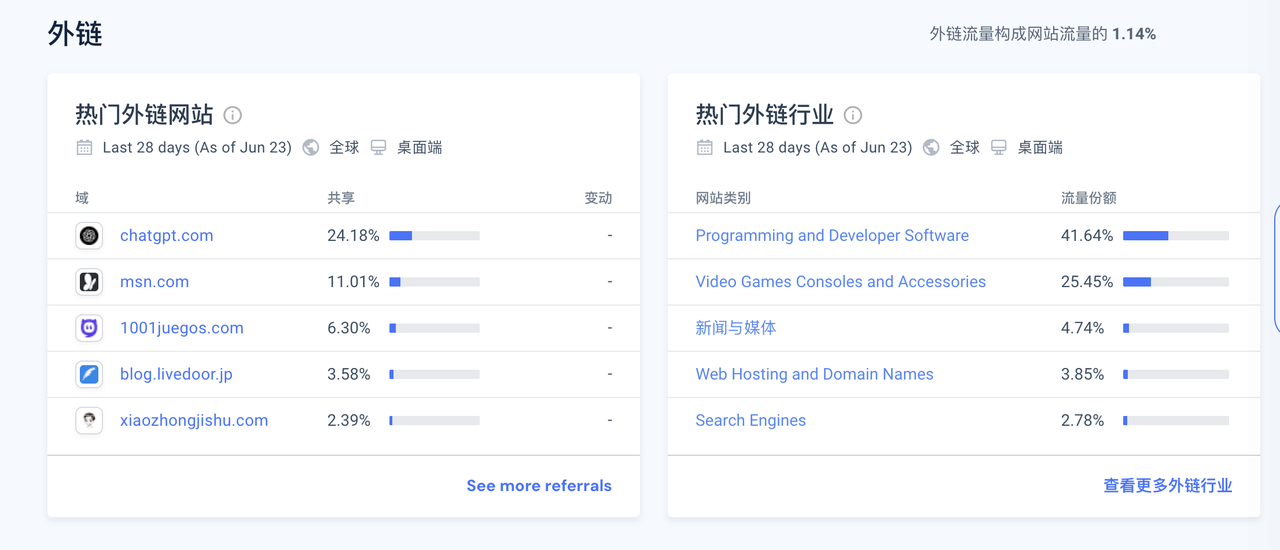 外链
外链流量构成网站流量的 1.14%
热门外链网站
Last 28 days (As of Jun 23) 全球 桌面端
域 共享 变动
chatgpt.com 24.18% -
msn.com 11.01% -
1001juegos.com 6.30% -
blog.livedoor.jp 3.58% -
xiaozhongjishu.com 2.39% -
See more referrals
热门外链行业
Last 28 days (As of Jun 23) 全球 桌面端
网站类别 流量份额
Programming and Developer Software 41.64%
Video Games Consoles and Accessories 25.45%
新闻与媒体 4.74%
Web Hosting and Domain Names 3.85%
Search Engines 2.78%
查看更多外链行业